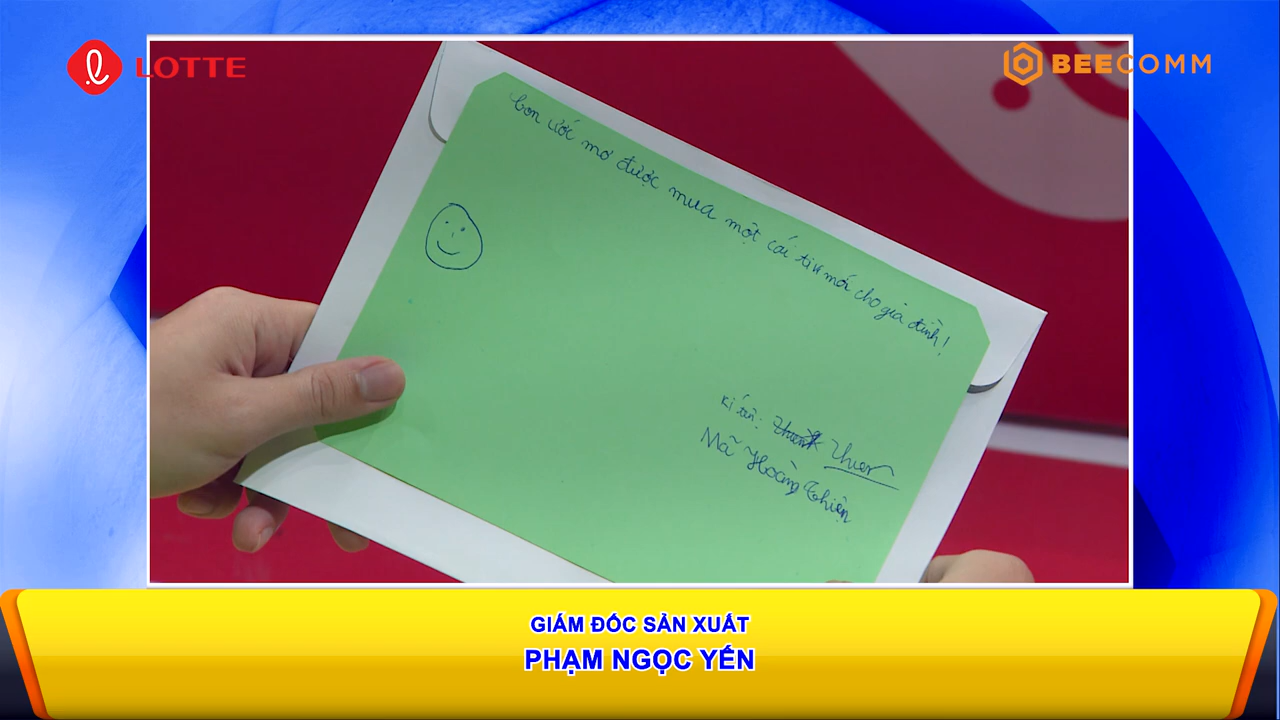 LOTTE
BEECOMM
Con ước mơ được mua một cái tivi mới cho gia đình!
Kí tên: Thiện
Mã Hoàng Thiện
GIÁM ĐỐC SẢN XUẤT
PHẠM NGỌC YẾN